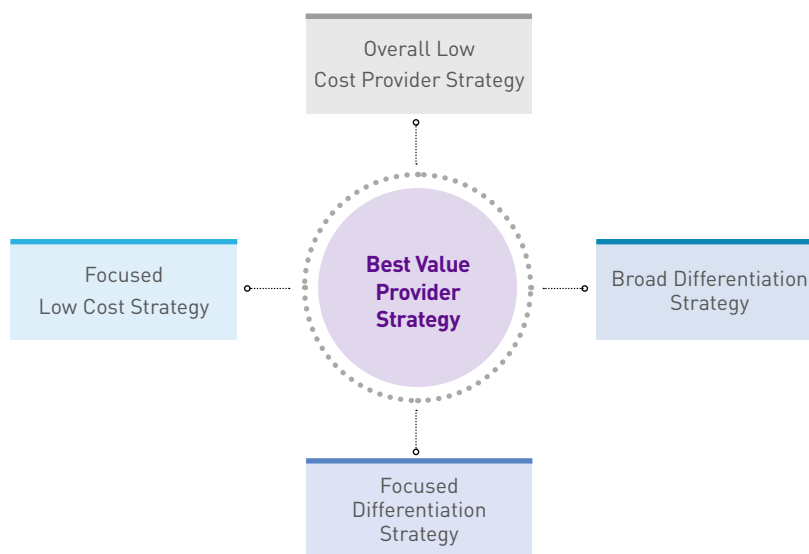 Overall Low
Cost Provider Strategy
Focused
Low Cost Strategy
Best Value
Provider
Strategy
Broad Differentiation
Strategy
Focused
Differentiation
Strategy